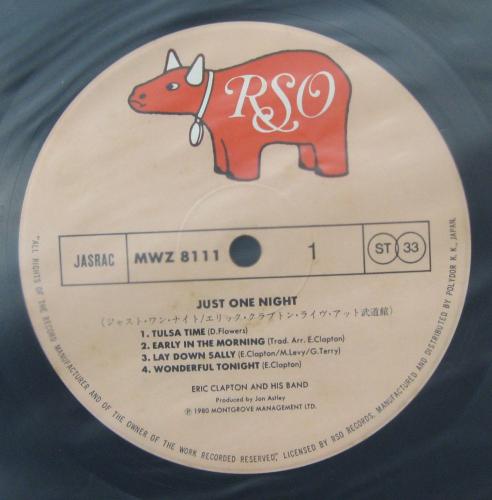 RSO
JASRAC
MWZ 8111
1
ST 33
JUST ONE NIGHT
(ジャスト・ワン・ナイト/エリック・クラプトン・ライヴ・アット武道館)
1. TULSA TIME (D.Flowers)
2. EARLY IN THE MORNING (Trad. Arr. E.Clapton)
3. LAY DOWN SALLY (E.Clapton/M.Levy/G.Terry)
4. WONDERFUL TONIGHT (E.Clapton)
ERIC CLAPTON AND HIS BAND
Produced by Jon Astley
℗ 1980 MONTGROVE MANAGEMENT LTD.
"ALL RIGHTS OF THE RECORD MANUFACTURER AND OF THE OWNER OF THE WORK RECORDED RESERVED", LICENSED BY RSO RECORDS, MANUFACTURED AND DISTRIBUTED BY POLYDOR K. K., JAPAN.